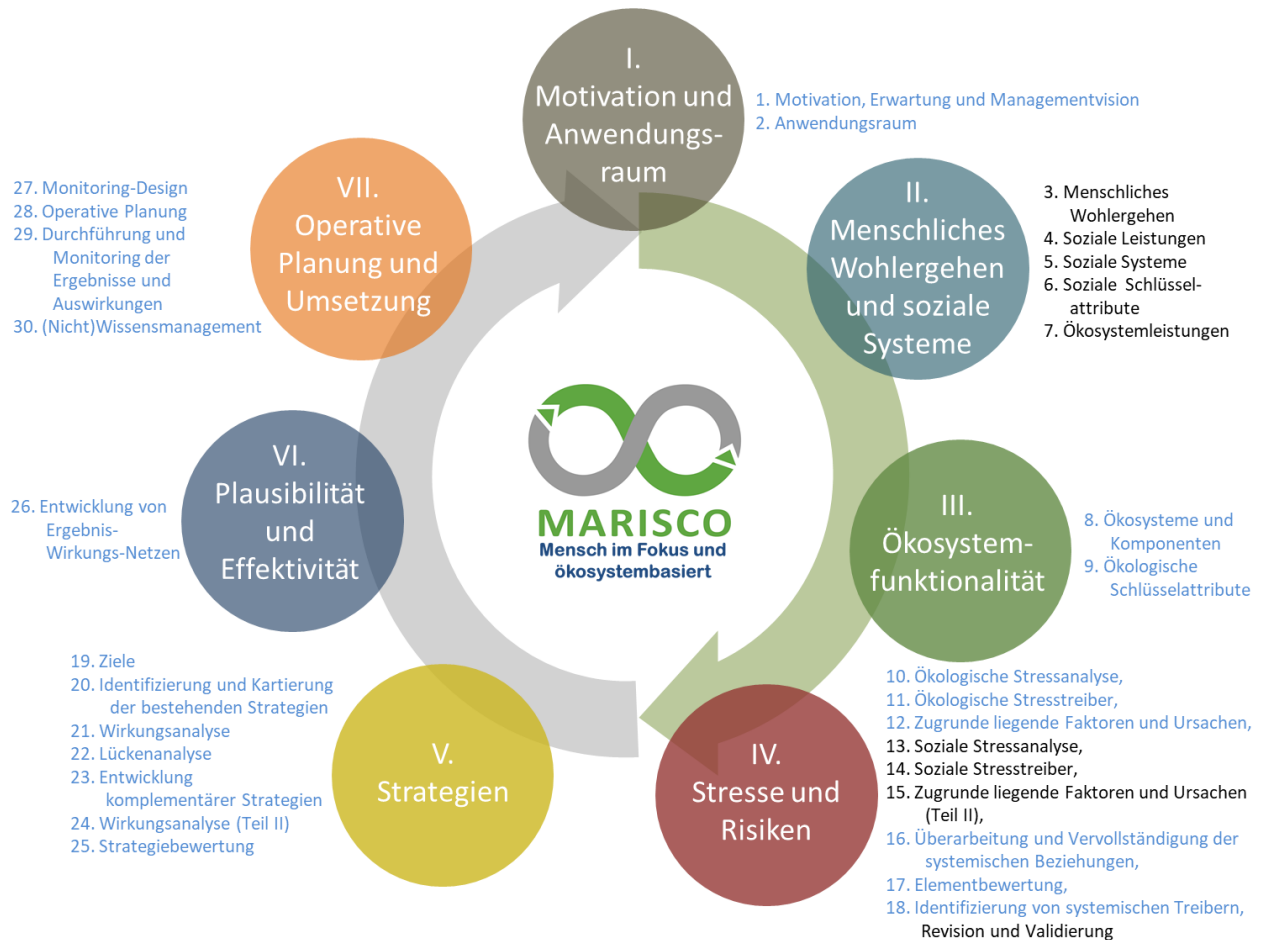 I.
Motivation und
Anwendungs-
raum
1. Motivation, Erwartung und Managementvision
2. Anwendungsraum
II.
Menschliches
Wohlergehen
und soziale
Systeme
3. Menschliches
Wohlergehen
4. Soziale Leistungen
5. Soziale Systeme
6. Soziale Schlüssel-
attribute
7. Ökosystemleistungen
III.
Ökosystem-
funktionalität
8. Ökosysteme und
Komponenten
9. Ökologische
Schlüsselattribute
IV.
Stresse und
Risiken
10. Ökologische Stressanalyse,
11. Ökologische Stresstreiber,
12. Zugrunde liegende Faktoren und Ursachen,
13. Soziale Stressanalyse,
14. Soziale Stresstreiber,
15. Zugrunde liegende Faktoren und Ursachen
(Teil II),
16. Überarbeitung und Vervollständigung der
systemischen Beziehungen,
17. Elementbewertung,
18. Identifizierung von systemischen Treibern,
Revision und Validierung
V.
Strategien
19. Ziele
20. Identifizierung und Kartierung
der bestehenden Strategien
21. Wirkungsanalyse
22. Lückenanalyse
23. Entwicklung
komplementärer Strategien
24. Wirkungsanalyse (Teil II)
25. Strategiebewertung
VI.
Plausibilität
und
Effektivität
26. Entwicklung von
Ergebnis-
Wirkungs-Netzen
VII.
Operative
Planung und
Umsetzung
27. Monitoring-Design
28. Operative Planung
29. Durchführung und
Monitoring der
Ergebnisse und
Auswirkungen
30. (Nicht)Wissensmanagement
MARISCO
Mensch im Fokus und
ökosystembasiert